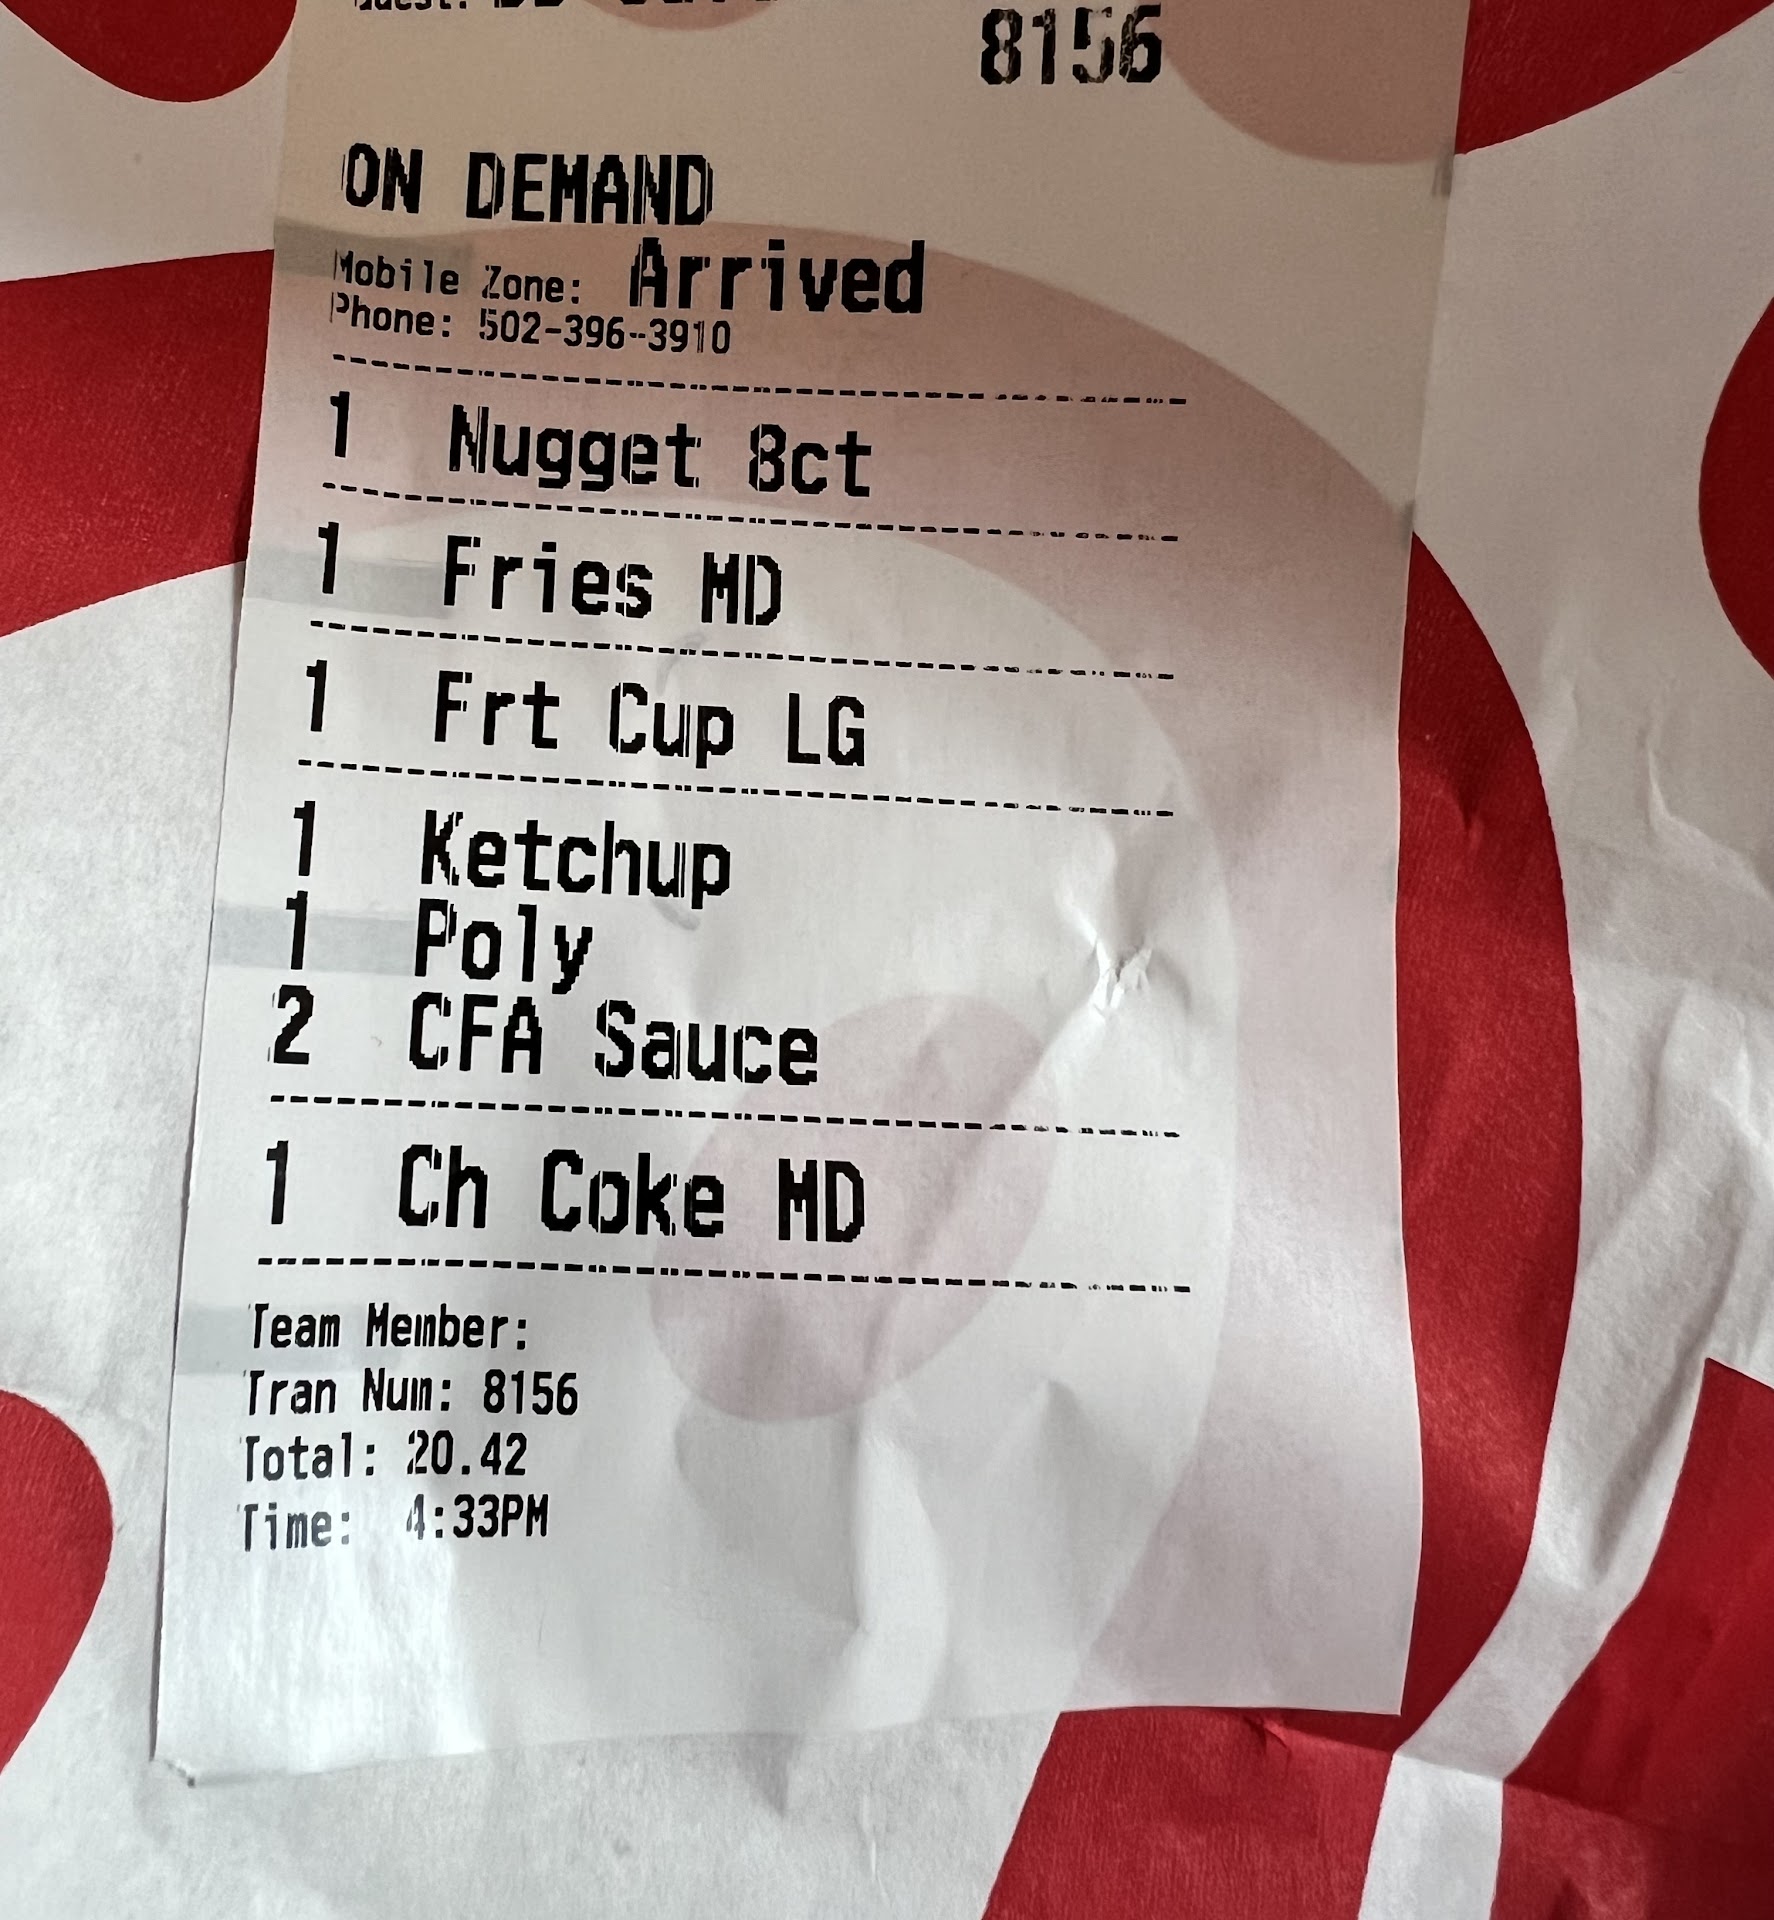 8156
ON DEMAND
Mobile Zone: Arrived
Phone: 502-396-3910
1 Nugget 8ct
1 Fries MD
1 Frt Cup LG
1 Ketchup
1 Poly
2 CFA Sauce
1 Ch Coke MD
Team Member:
Tran Num: 8156
Total: 20.42
Time: 4:33PM